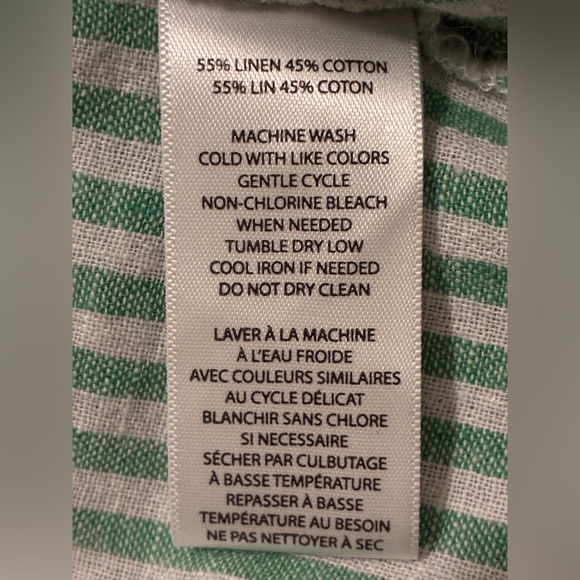 55% LINEN 45% COTTON
55% LIN 45% COTON
MACHINE WASH
COLD WITH LIKE COLORS
GENTLE CYCLE
NON-CHLORINE BLEACH
WHEN NEEDED
TUMBLE DRY LOW
COOL IRON IF NEEDED
DO NOT DRY CLEAN
LAVER À LA MACHINE
À L'EAU FROIDE
AVEC COULEURS SIMILAIRES
AU CYCLE DÉLICAT
BLANCHIR SANS CHLORE
SI NECESSAIRE
SÉCHER PAR CULBUTAGE
À BASSE TEMPÉRATURE
REPASSER À BASSE
TEMPÉRATURE AU BESOIN
NE PAS NETTOYER À SEC